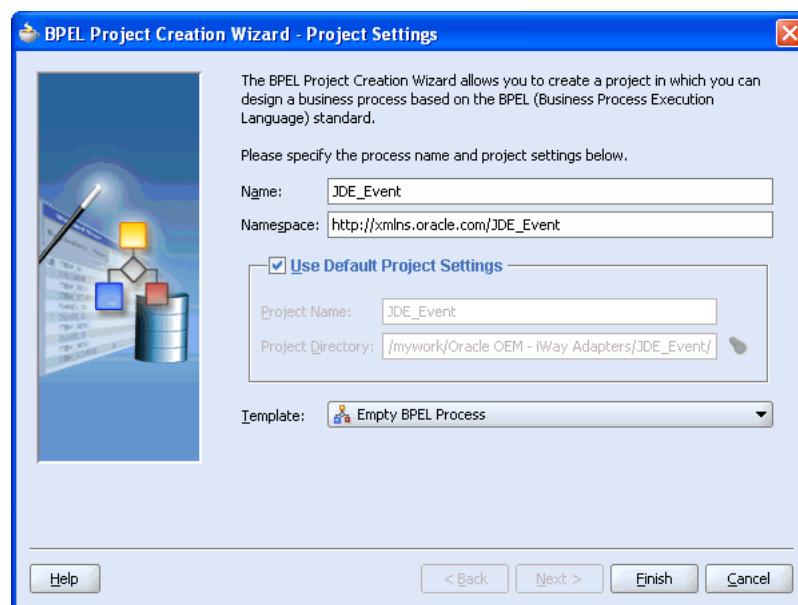 BPEL Project Creation Wizard - Project Settings
The BPEL Project Creation Wizard allows you to create a project in which you can
design a business process based on the BPEL (Business Process Execution
Language) standard.
Please specify the process name and project settings below.
Name: JDE_Event
Namespace: http://xmlns.oracle.com/JDE_Event
Use Default Project Settings
Project Name: JDE_Event
Project Directory: /mywork/Oracle OEM - iWay Adapters/JDE_Event/
Template: Empty BPEL Process
Help < Back Next > Finish Cancel